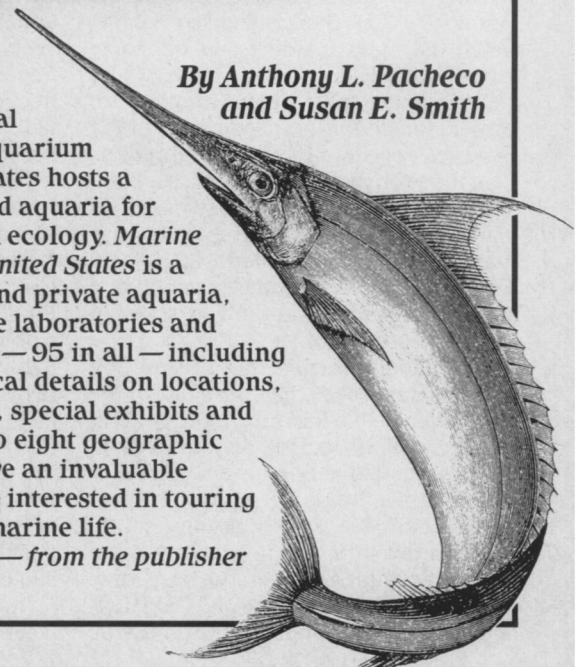 By Anthony L. Pacheco
and Susan E. Smith
al
quarium
ates hosts a
d aquaria for
ecology. Marine
nited States is a
nd private aquaria,
e laboratories and
— 95 in all — including
cal details on locations,
, special exhibits and
o eight geographic
ve an invaluable
interested in touring
marine life.
— from the publisher